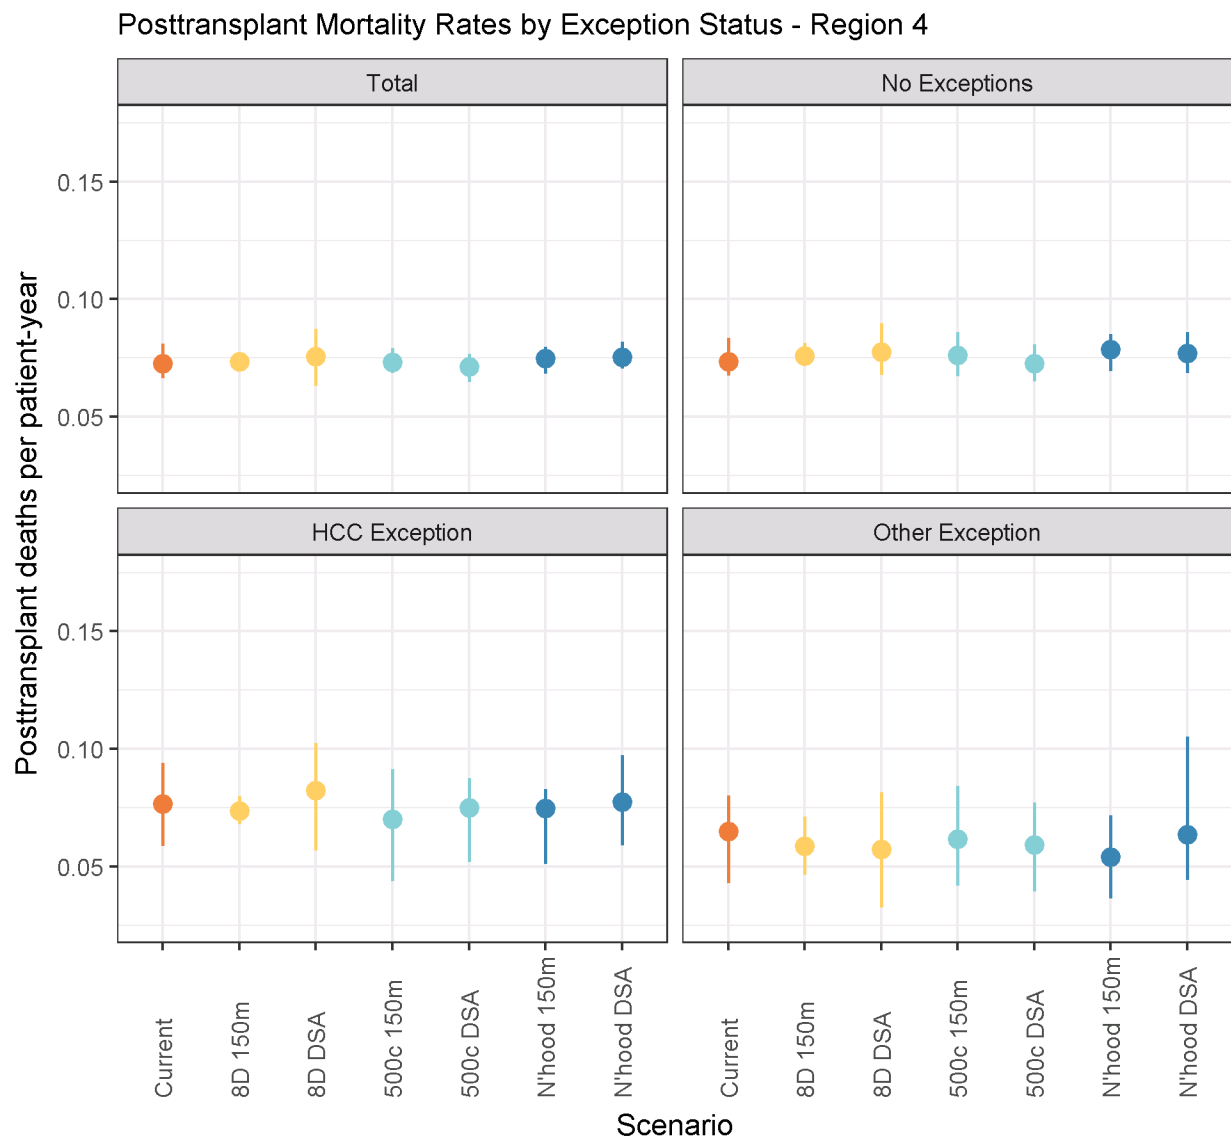 Posttransplant Mortality Rates by Exception Status - Region 4
Total
No Exceptions
0.15
0.10
0.05
HCC Exception
Other Exception
0.15
0.10
0.05
Posttransplant deaths per patient-year
Current
8D 150m
8D DSA
500c 150m
500c DSA
N'hood 150m
N'hood DSA
Current
8D 150m
8D DSA
500c 150m
500c DSA
N'hood 150m
N'hood DSA
Scenario